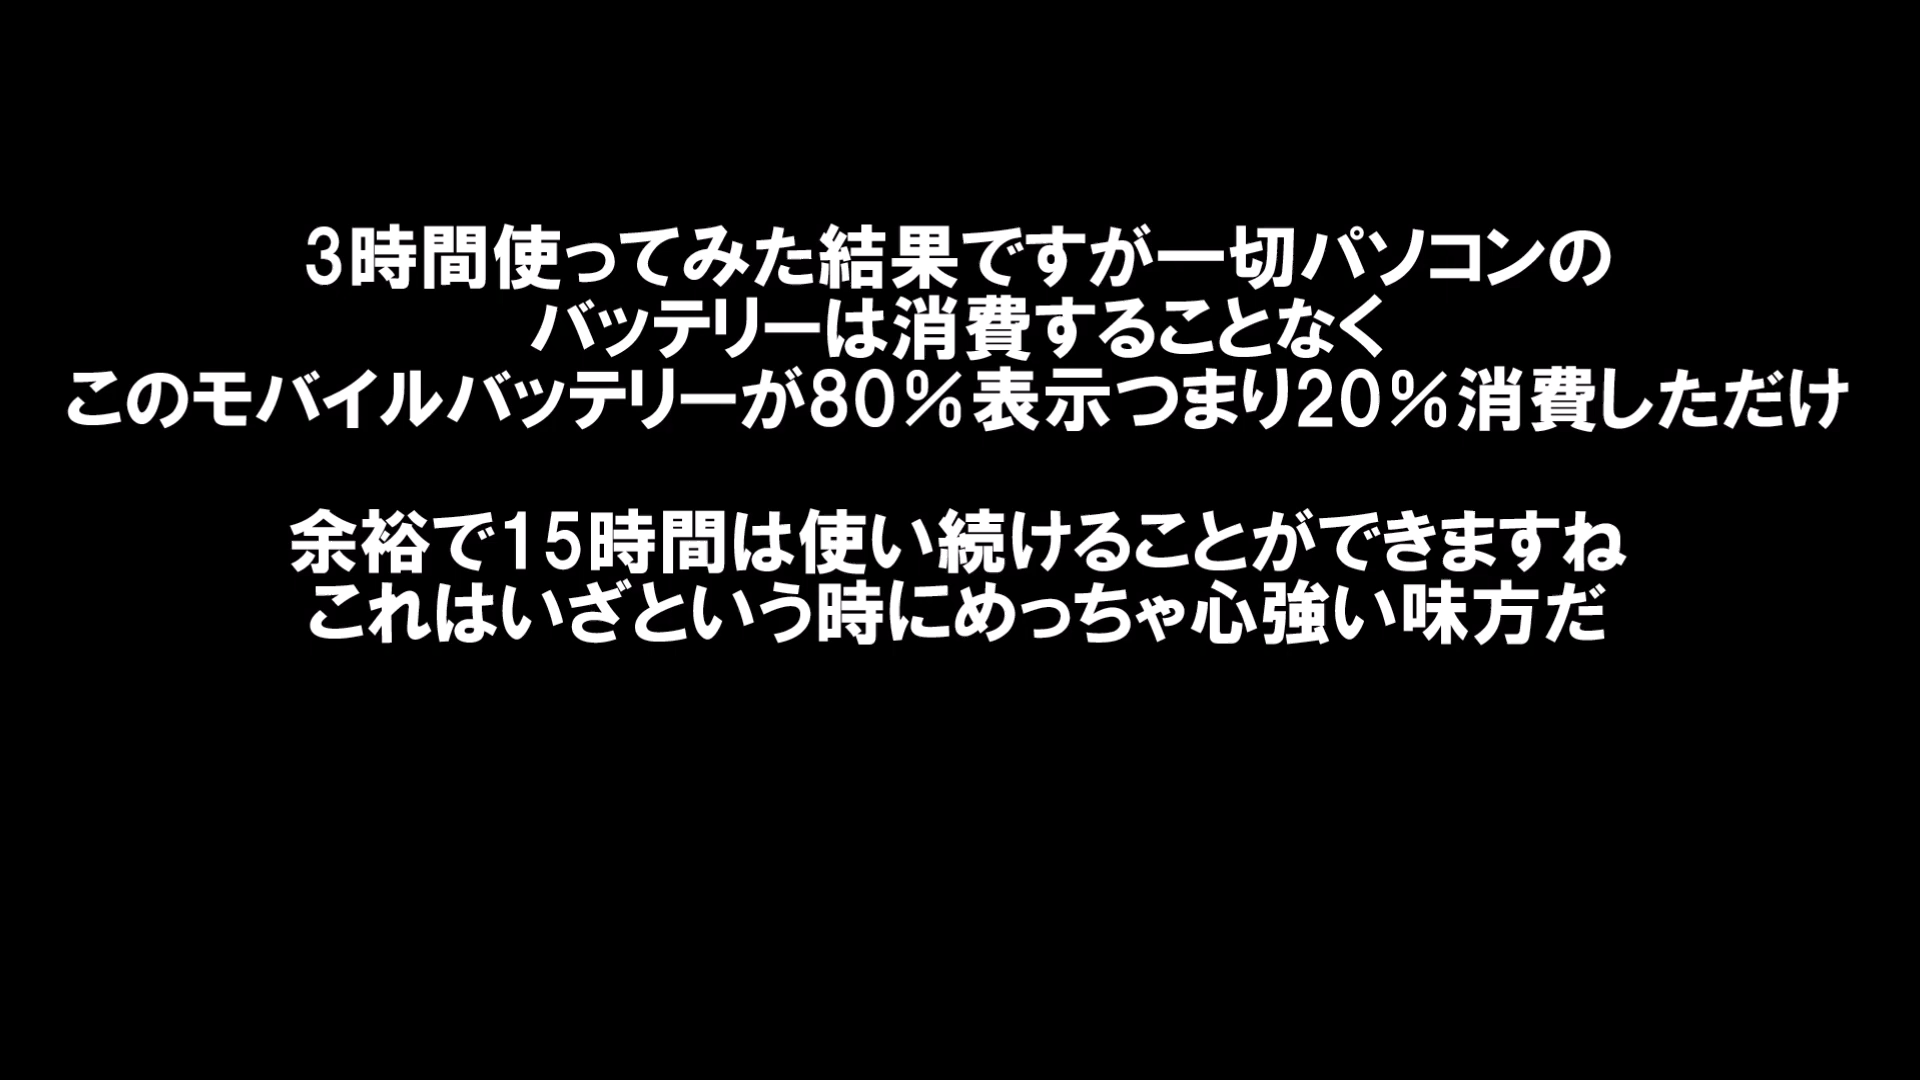 3時間使ってみた結果ですが一切パソコンの
バッテリーは消費することなく
このモバイルバッテリーが80%表示つまり20%消費しただけ
余裕で15時間は使い続けることができますね
これはいざという時にめっちゃ心強い味方だ